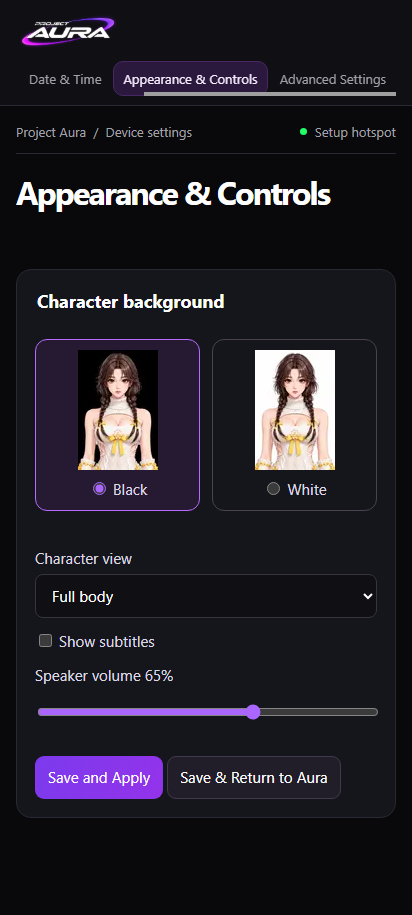 PROJECT
AURA
Date & Time
Appearance & Controls
Advanced Settings
Project Aura / Device settings
Setup hotspot
Appearance & Controls
Character background
Black
White
Character view
Full body
Show subtitles
Speaker volume 65%
Save and Apply
Save & Return to Aura